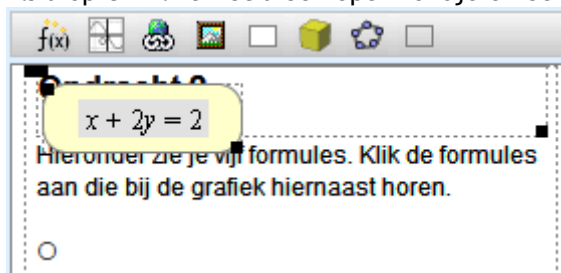 f(x)
x + 2y = 2
Hieronder zie je vijf formules. Klik de formules
aan die bij de grafiek hiernaast horen.